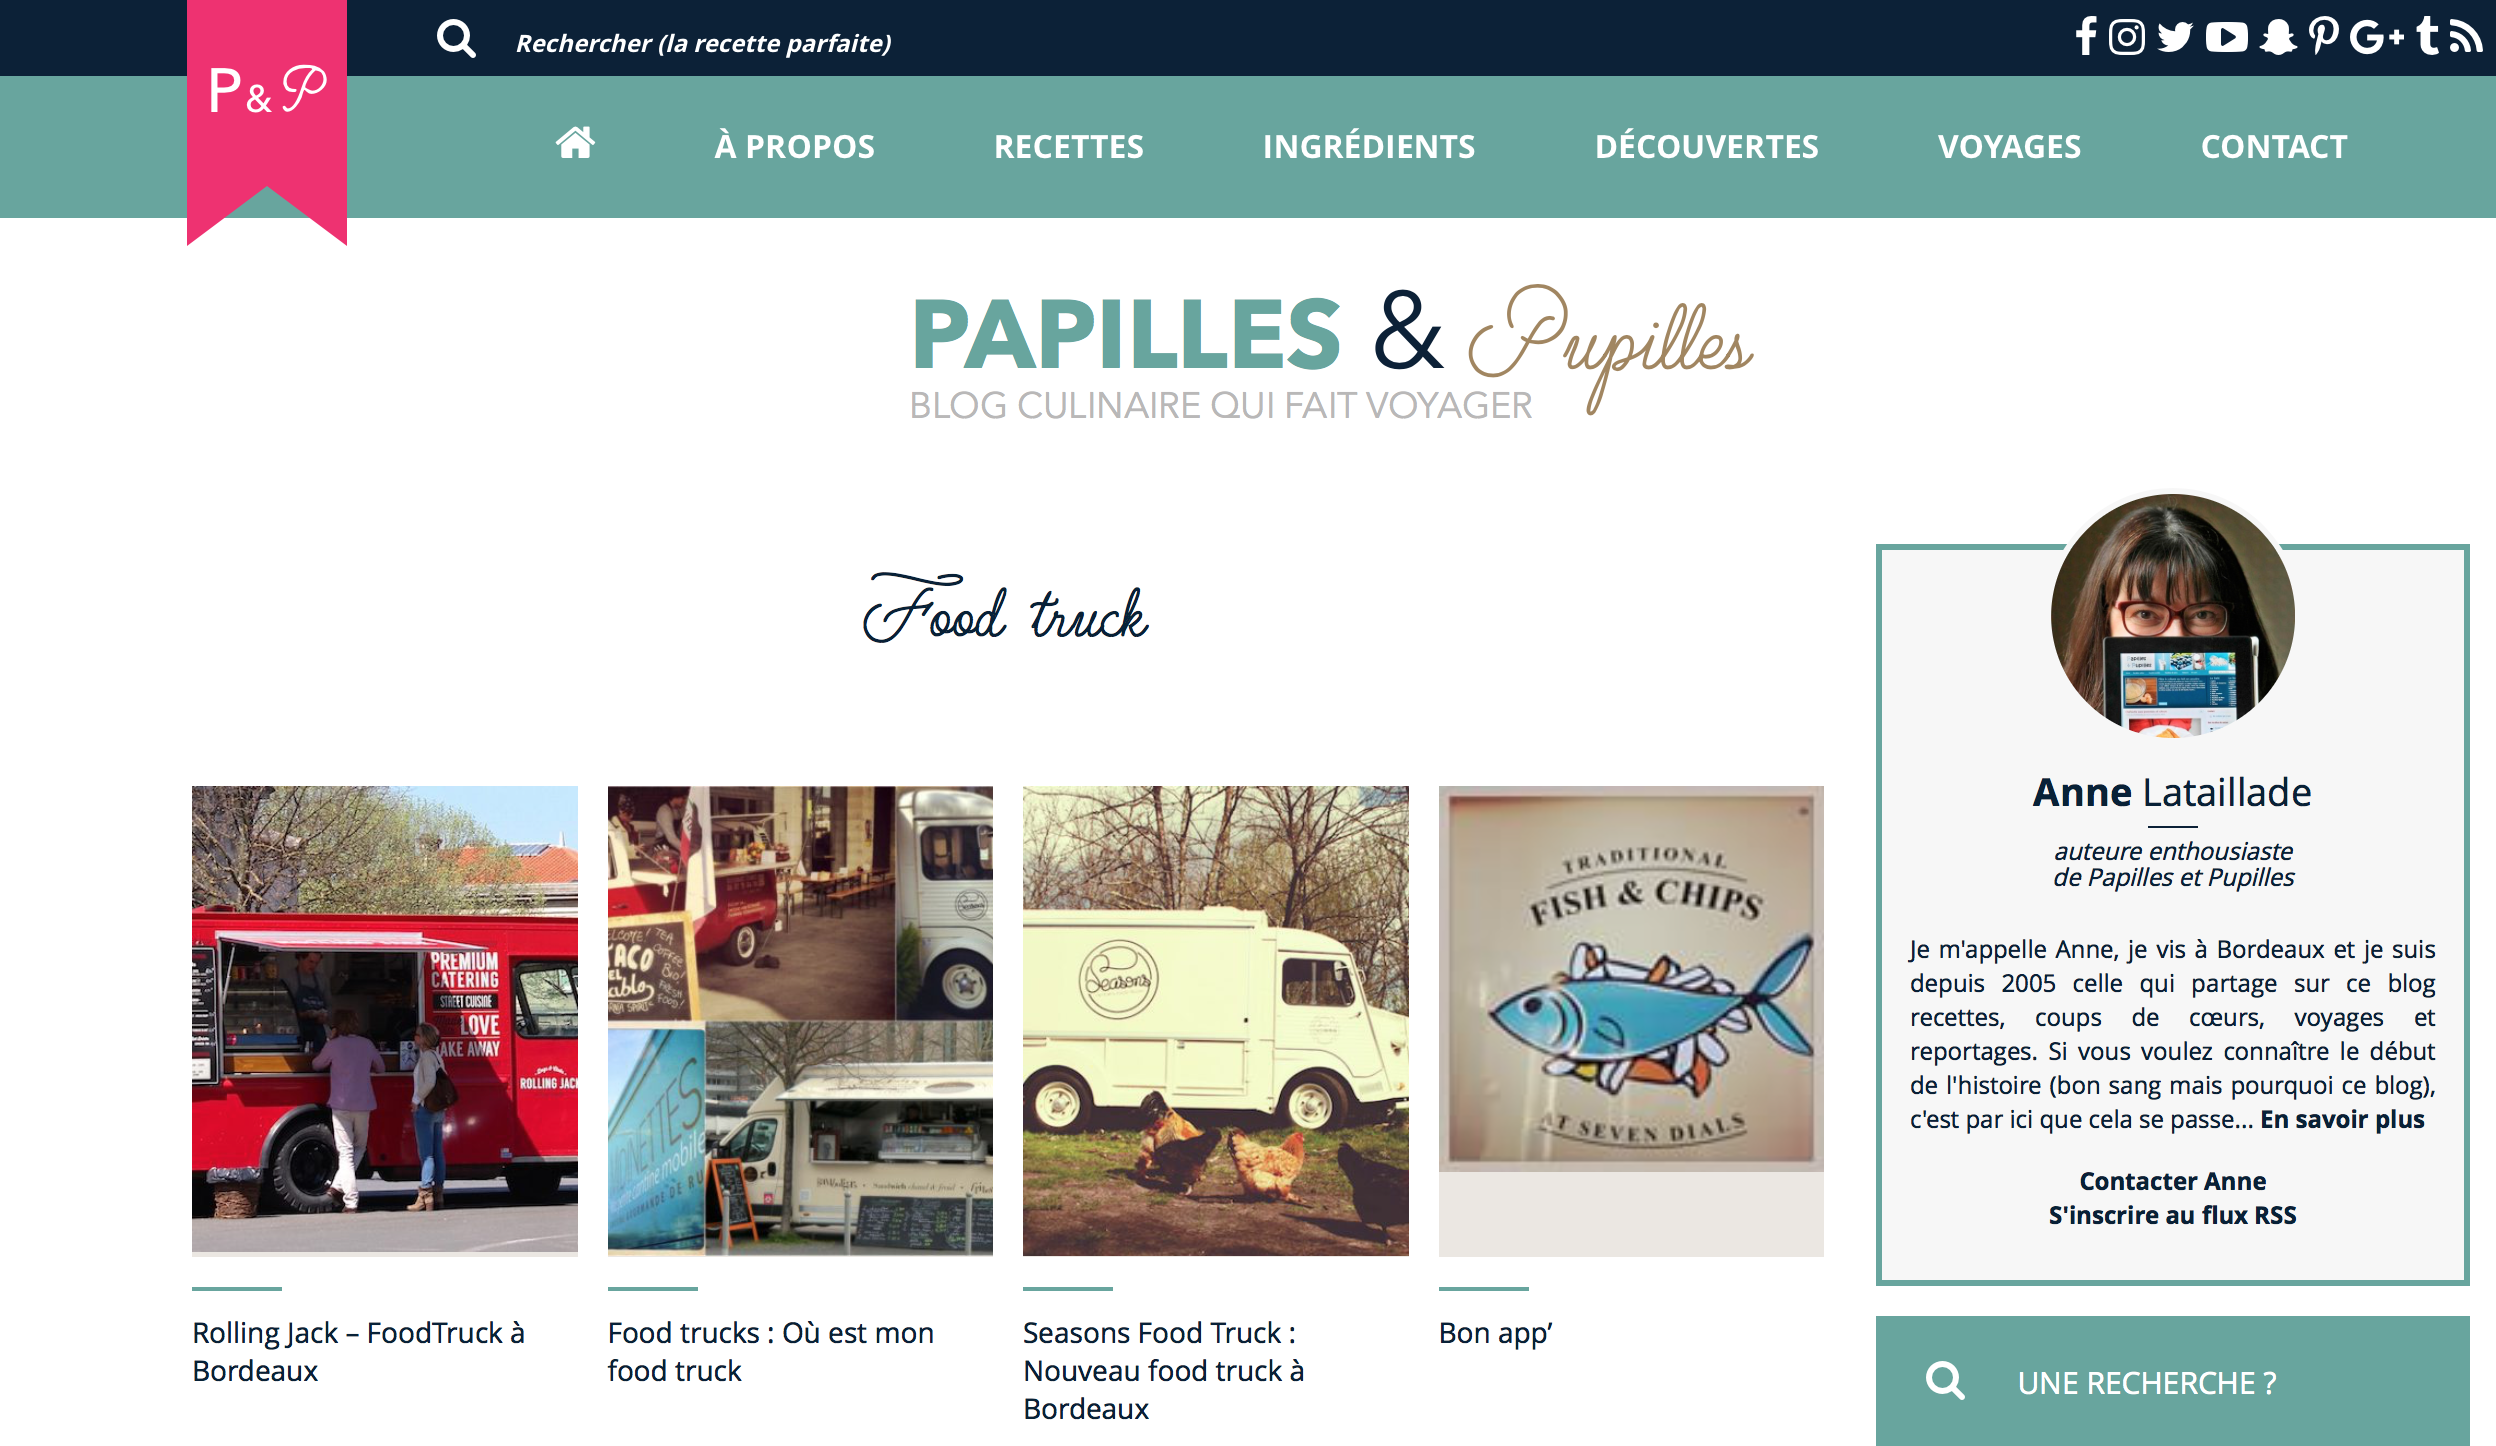 Rechercher (la recette parfaite)
P & P
À PROPOS
RECETTES
INGRÉDIENTS
DÉCOUVERTES
VOYAGES
CONTACT
PAPILLES & Pupilles
BLOG CULINAIRE QUI FAIT VOYAGER
Food truck
PREMIUM
CATERING
STREET CUISINE
LOVE
TAKE AWAY
ROLLING JACK
TEA
COFFEE
BIO
TACO
FRESH
FOOD!
mobile
Seasons
TRADITIONAL
FISH & CHIPS
AT SEVEN DIALS
Rolling Jack – FoodTruck à
Bordeaux
Food trucks : Où est mon
food truck
Seasons Food Truck :
Nouveau food truck à
Bordeaux
Bon app’
Anne Lataillade
auteure enthousiaste
de Papilles et Pupilles
Je m'appelle Anne, je vis à Bordeaux et je suis
depuis 2005 celle qui partage sur ce blog
recettes, coups de cœurs, voyages et
reportages. Si vous voulez connaître le début
de l'histoire (bon sang mais pourquoi ce blog),
c'est par ici que cela se passe... En savoir plus
Contacter Anne
S'inscrire au flux RSS
UNE RECHERCHE ?